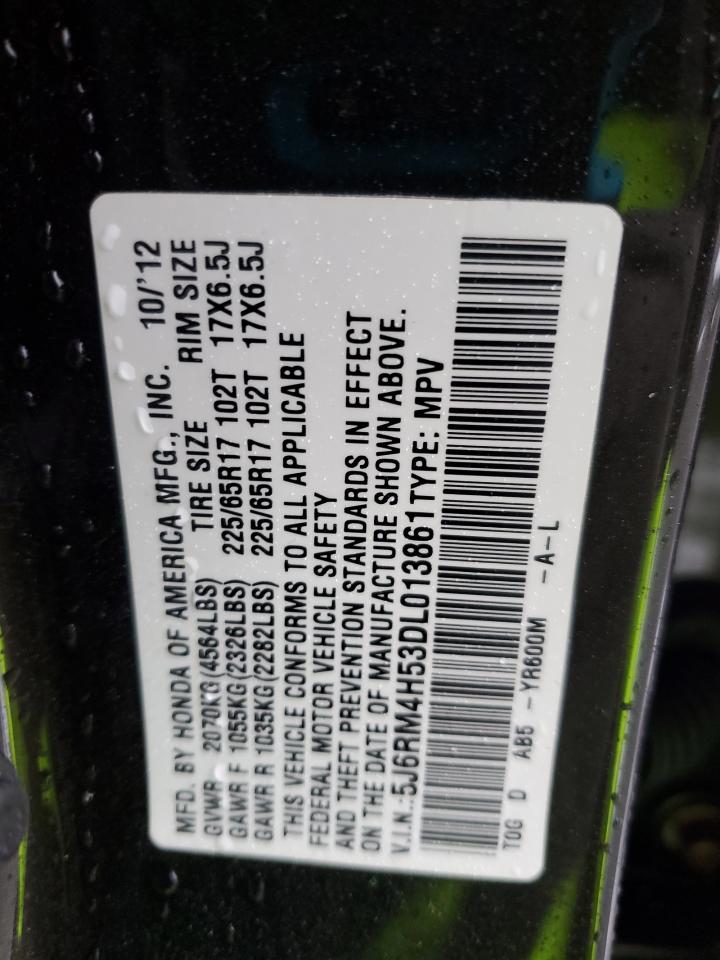 MFD. BY HONDA OF AMERICA MFG., INC. 10/'12
GVWR 2070KG (4564LBS) TIRE SIZE RIM SIZE
GAWR F 1055KG (2326LBS) 225/65R17 102T 17X6.5J
GAWR R 1035KG (2282LBS) 225/65R17 102T 17X6.5J
THIS VEHICLE CONFORMS TO ALL APPLICABLE
FEDERAL MOTOR VEHICLE SAFETY
AND THEFT PREVENTION STANDARDS IN EFFECT
ON THE DATE OF MANUFACTURE SHOWN ABOVE.
V.I.N.:5J6RM4H53DL013861 TYPE: MPV
TOG D AB5 -YR600M -A-L